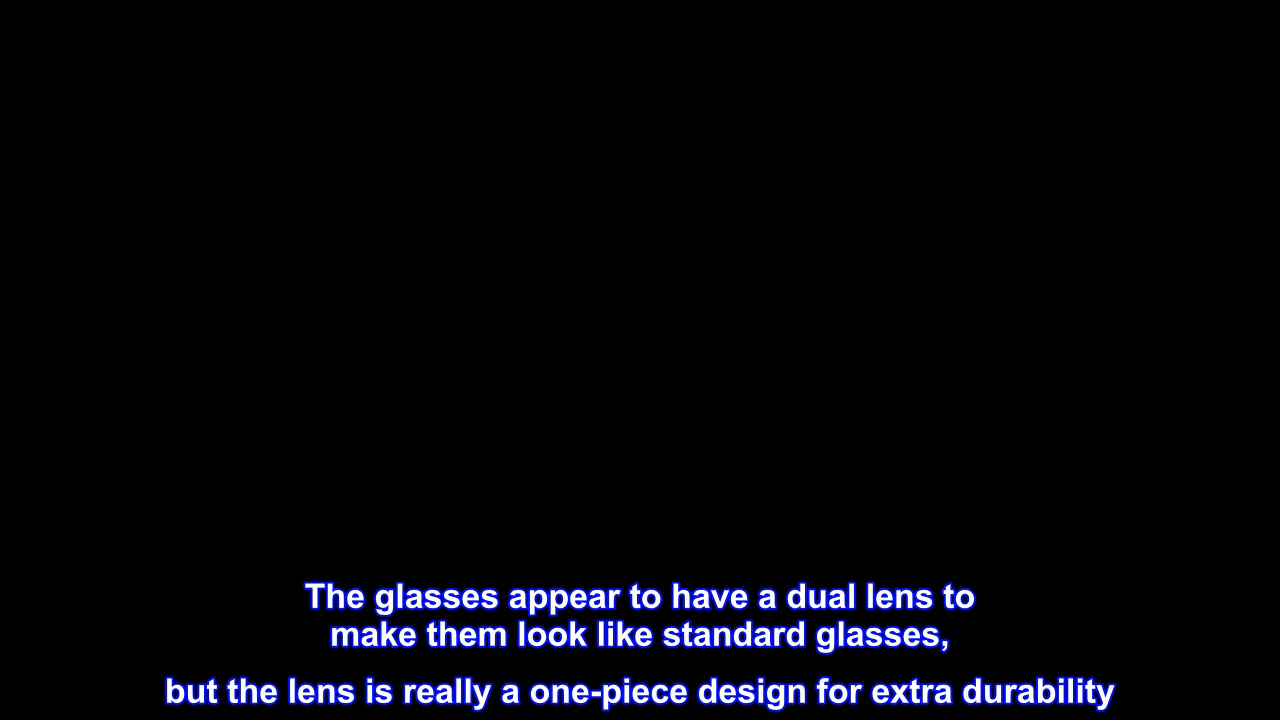 The glasses appear to have a dual lens to
make them look like standard glasses,
but the lens is really a one-piece design for extra durability